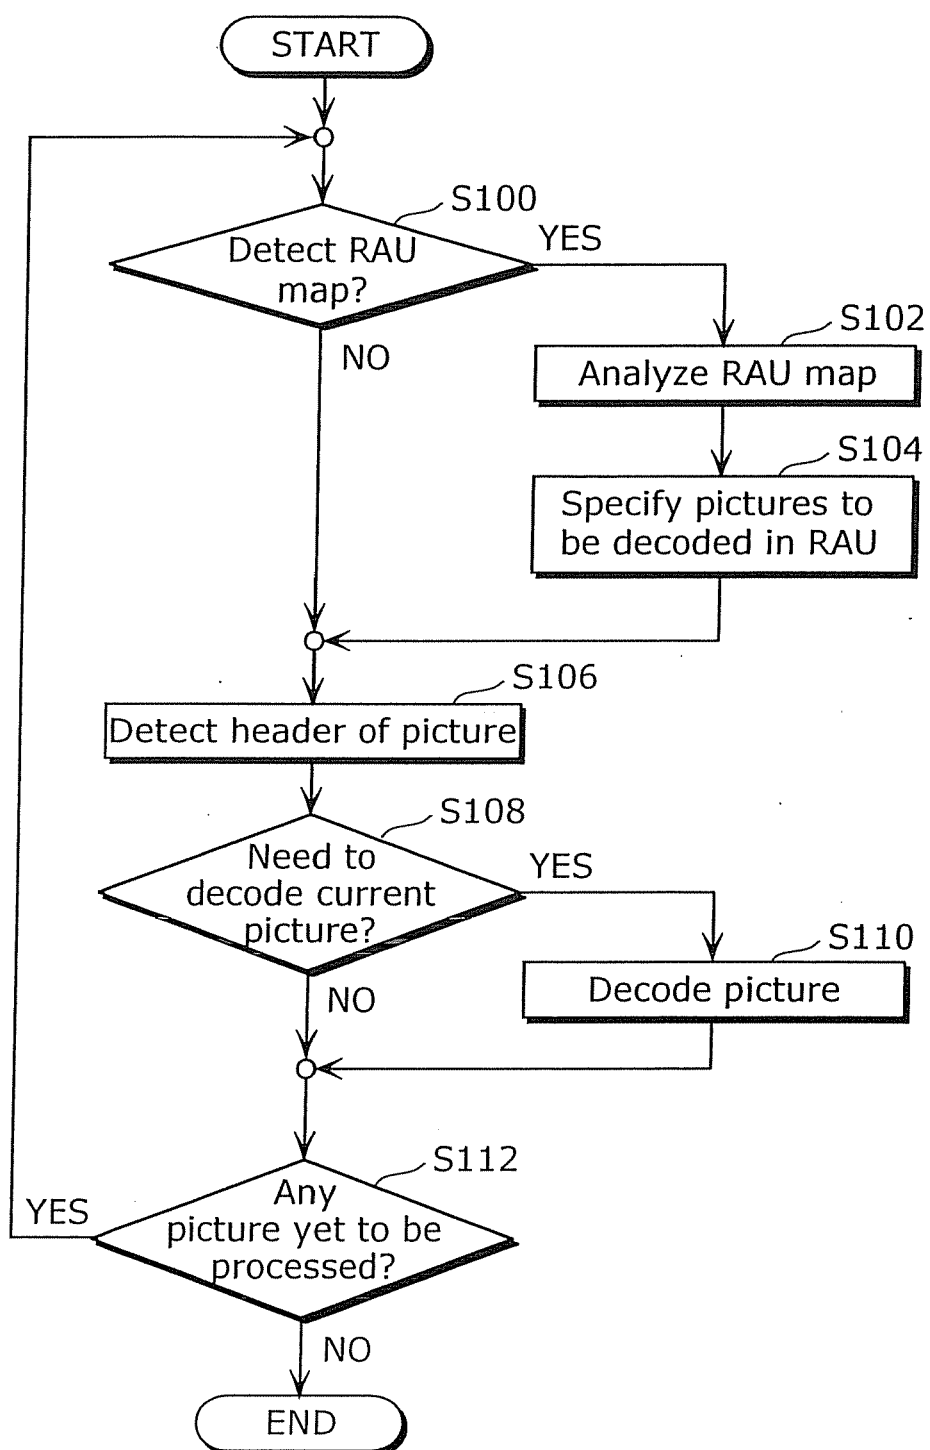 START
S100
Detect RAU
map?
YES
NO
S102
Analyze RAU map
S104
Specify pictures to
be decoded in RAU
S106
Detect header of picture
S108
Need to
decode current
picture?
YES
NO
S110
Decode picture
S112
Any
picture yet to be
processed?
YES
NO
END